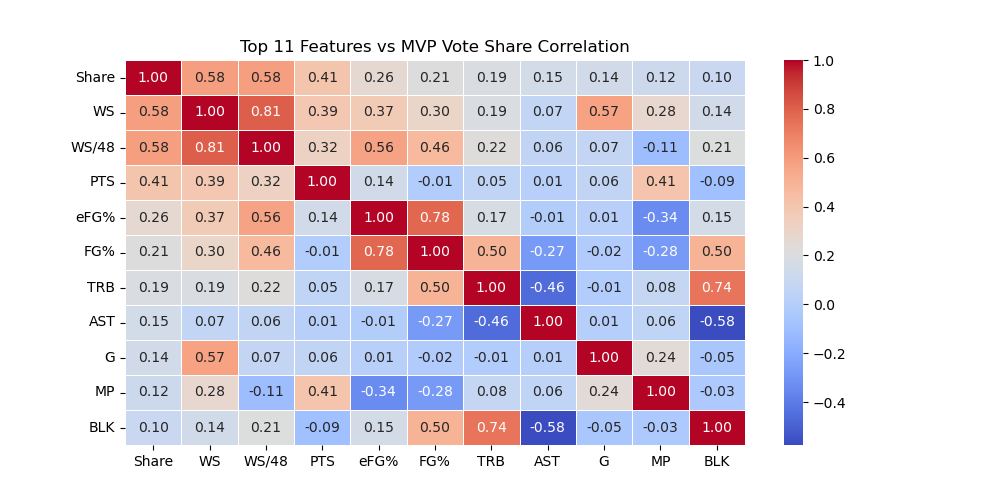 Top 11 Features vs MVP Vote Share Correlation
Share 1.00 0.58 0.58 0.41 0.26 0.21 0.19 0.15 0.14 0.12 0.10
WS 0.58 1.00 0.81 0.39 0.37 0.30 0.19 0.07 0.57 0.28 0.14
WS/48 0.58 0.81 1.00 0.32 0.56 0.46 0.22 0.06 0.07 -0.11 0.21
PTS 0.41 0.39 0.32 1.00 0.14 -0.01 0.05 0.01 0.06 0.41 -0.09
eFG% 0.26 0.37 0.56 0.14 1.00 0.78 0.17 -0.01 0.01 -0.34 0.15
FG% 0.21 0.30 0.46 -0.01 0.78 1.00 0.50 -0.27 -0.02 -0.28 0.50
TRB 0.19 0.19 0.22 0.05 0.17 0.50 1.00 -0.46 -0.01 0.08 0.74
AST 0.15 0.07 0.06 0.01 -0.01 -0.27 -0.46 1.00 0.01 0.06 -0.58
G 0.14 0.57 0.07 0.06 0.01 -0.02 -0.01 0.01 1.00 0.24 -0.05
MP 0.12 0.28 -0.11 0.41 -0.34 -0.28 0.08 0.06 0.24 1.00 -0.03
BLK 0.10 0.14 0.21 -0.09 0.15 0.50 0.74 -0.58 -0.05 -0.03 1.00
Share WS WS/48 PTS eFG% FG% TRB AST G MP BLK
1.0
0.8
0.6
0.4
0.2
0.0
−0.2
−0.4